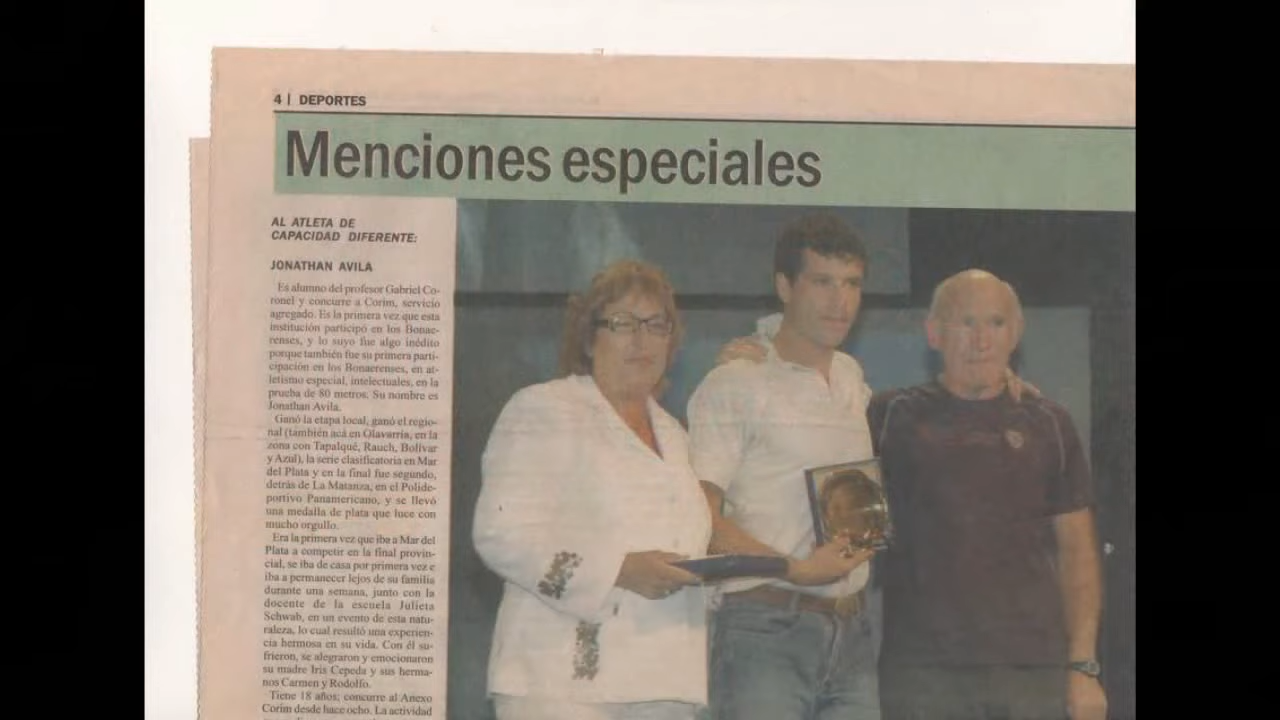 4 | DEPORTES
Menciones especiales
AL ATLETA DE
CAPACIDAD DIFERENTE:
JONATHAN AVILA
Es alumno del profesor Gabriel Co-
ronel y concurre a Corim, servicio
agregado. Es la primera vez que esta
institución participó en los Bonae-
renses, y lo suyo fue algo inédito
porque también fue su primera parti-
cipación en los Bonaerenses, en at-
letismo especial, intelectuales, en la
prueba de 80 metros. Su nombre es
Jonathan Avila.
Ganó la etapa local, ganó el regio-
nal (también acá en Olavarría, en la
zona con Tapalqué, Rauch, Bolívar
y Azul), la serie clasificatoria en Mar
del Plata y en la final fue segundo,
detrás de La Matanza, en el Polide-
portivo Panamericano, y se llevó
una medalla de plata que luce con
mucho orgullo.
Era la primera vez que iba a Mar del
Plata a competir en la final provin-
cial, se iba de casa por primera vez e
iba a permanecer lejos de su familia
durante una semana, junto con la
docente de la escuela Julieta
Schwab, en un evento de esta natu-
raleza, lo cual resultó una experien-
cia hermosa en su vida. Con él su-
frieron, se alegraron y emocionaron
su madre Iris Cepeda y sus herma-
nos Carmen y Rodolfo.
Tiene 18 años; concurre al Anexo
Corim desde hace ocho. La actividad